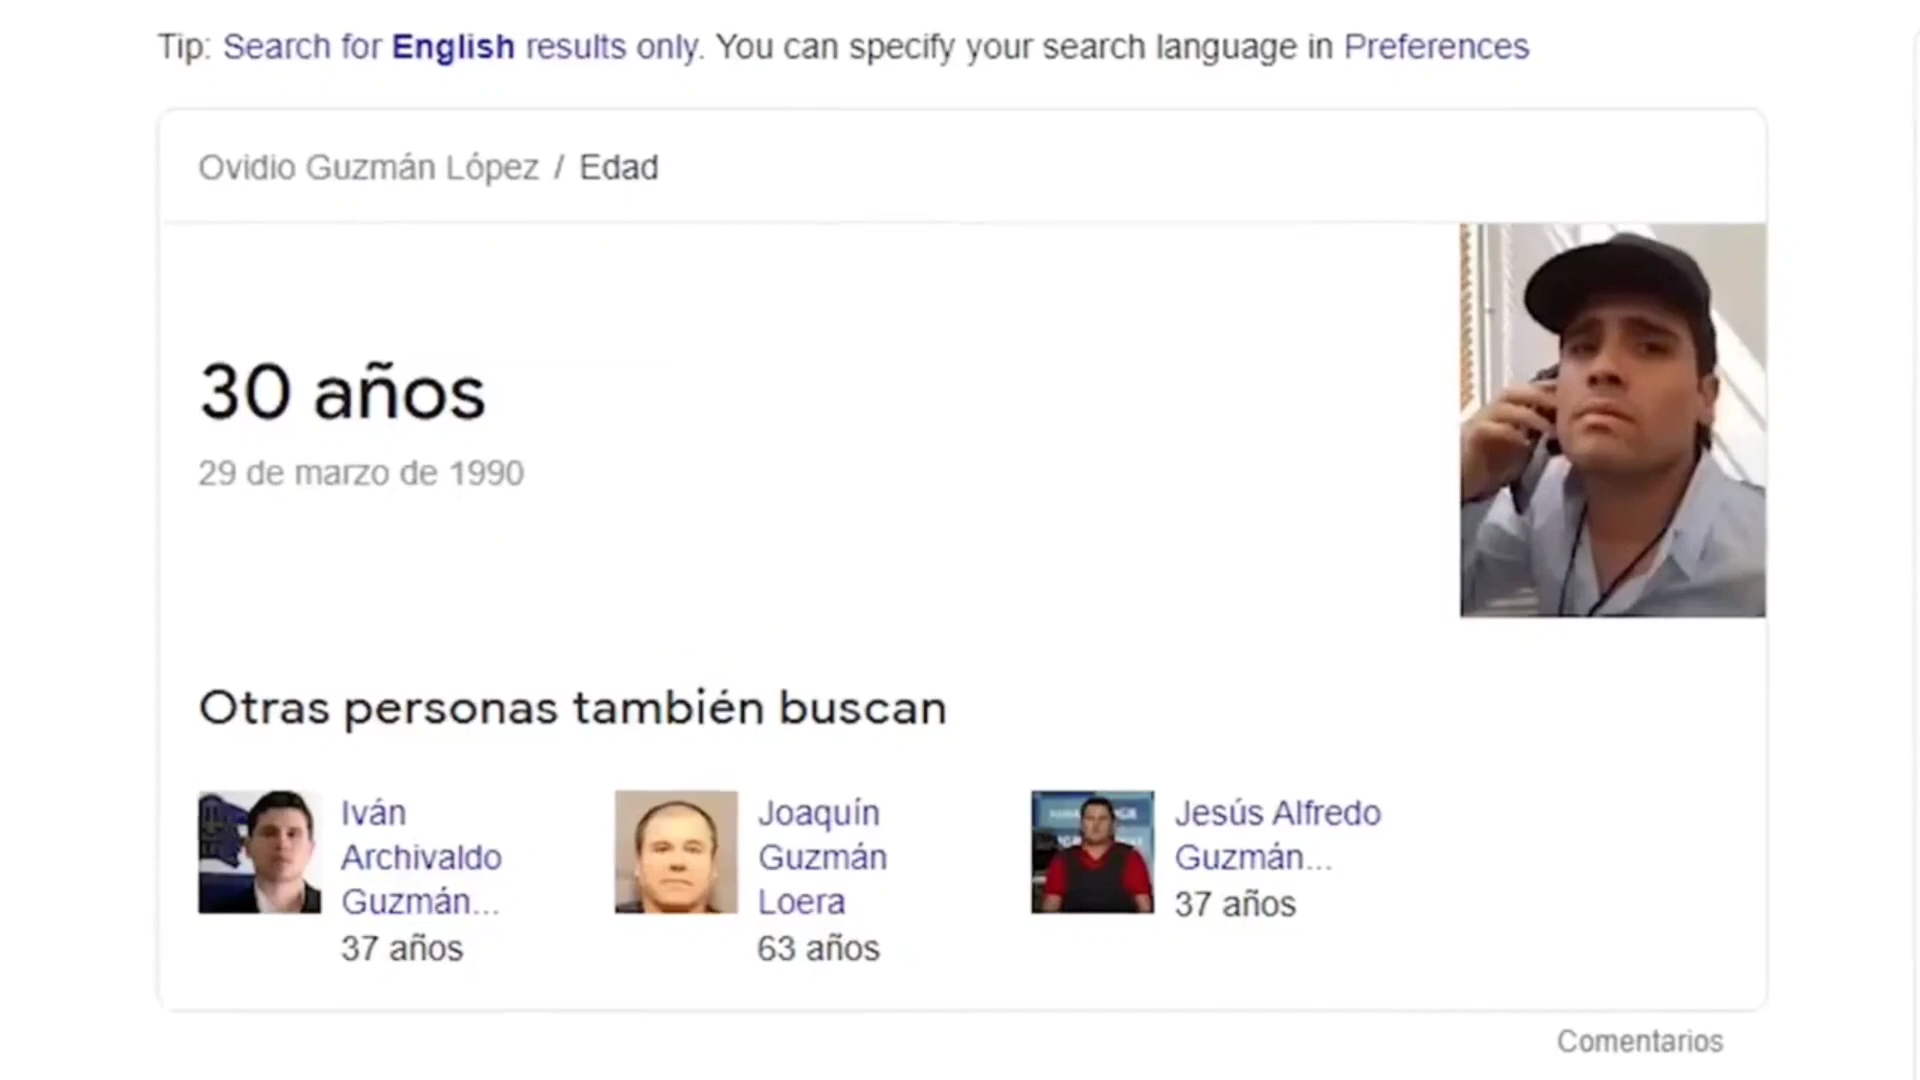 Tip: Search for English results only. You can specify your search language in Preferences
Ovidio Guzmán López / Edad
30 años
29 de marzo de 1990
Otras personas también buscan
Iván
Archivaldo
Guzmán...
37 años
Joaquín
Guzmán
Loera
63 años
Jesús Alfredo
Guzmán...
37 años
Comentarios